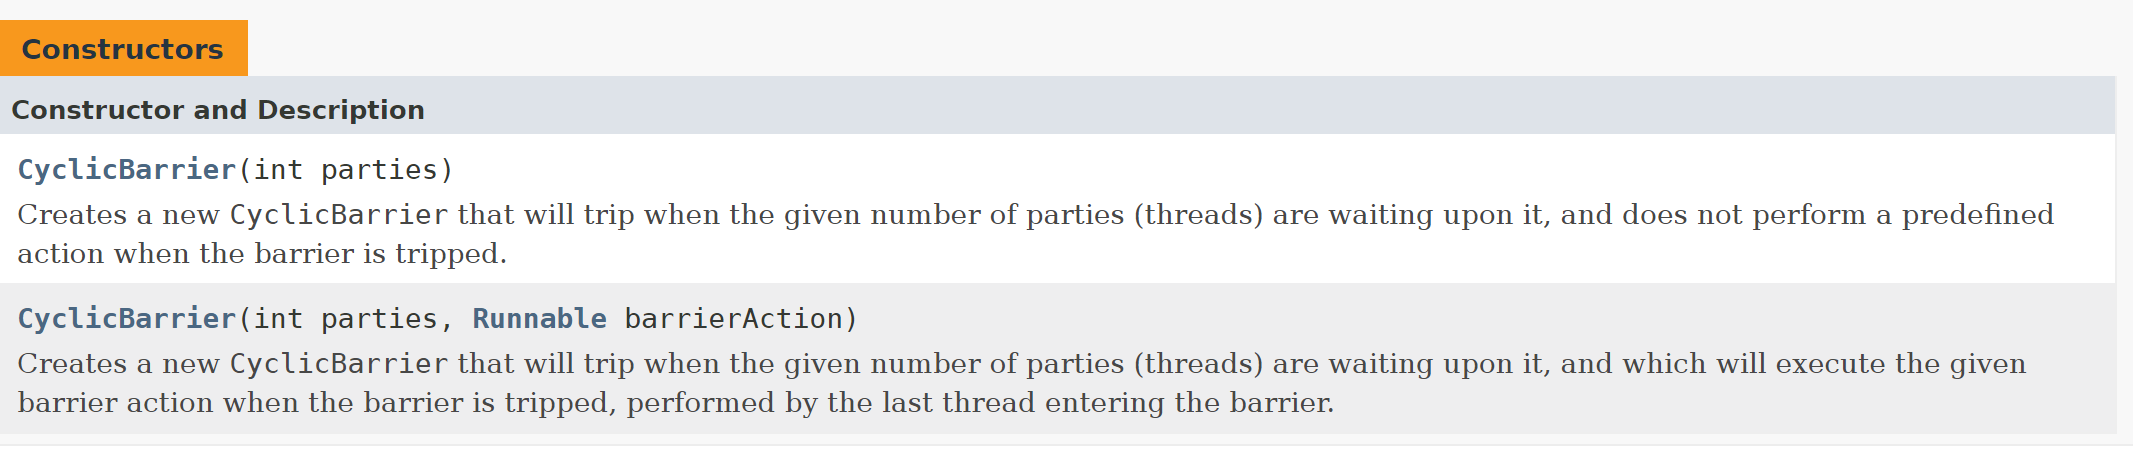 Constructors
Constructor and Description
CyclicBarrier(int parties)
Creates a new CyclicBarrier that will trip when the given number of parties (threads) are waiting upon it, and does not perform a predefined
action when the barrier is tripped.
CyclicBarrier(int parties, Runnable barrierAction)
Creates a new CyclicBarrier that will trip when the given number of parties (threads) are waiting upon it, and which will execute the given
barrier action when the barrier is tripped, performed by the last thread entering the barrier.